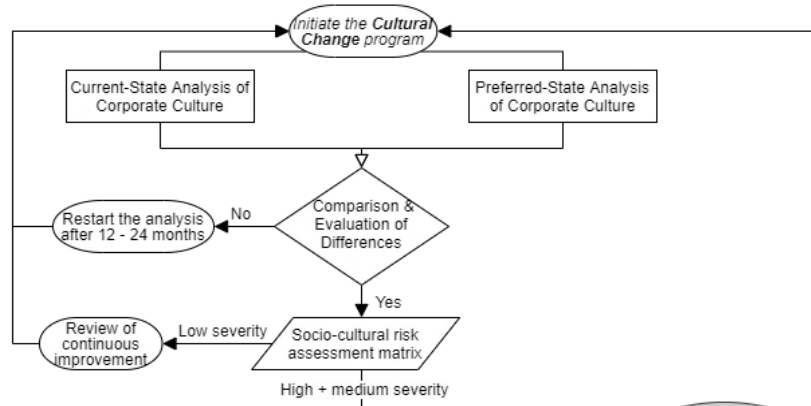 Initiate the Cultural
Change program
Current-State Analysis of
Corporate Culture
Preferred-State Analysis
of Corporate Culture
Comparison &
Evaluation of
Differences
No
Restart the analysis
after 12 - 24 months
Yes
Review of
continuous
improvement
Low severity
Socio-cultural risk
assessment matrix
High + medium severity